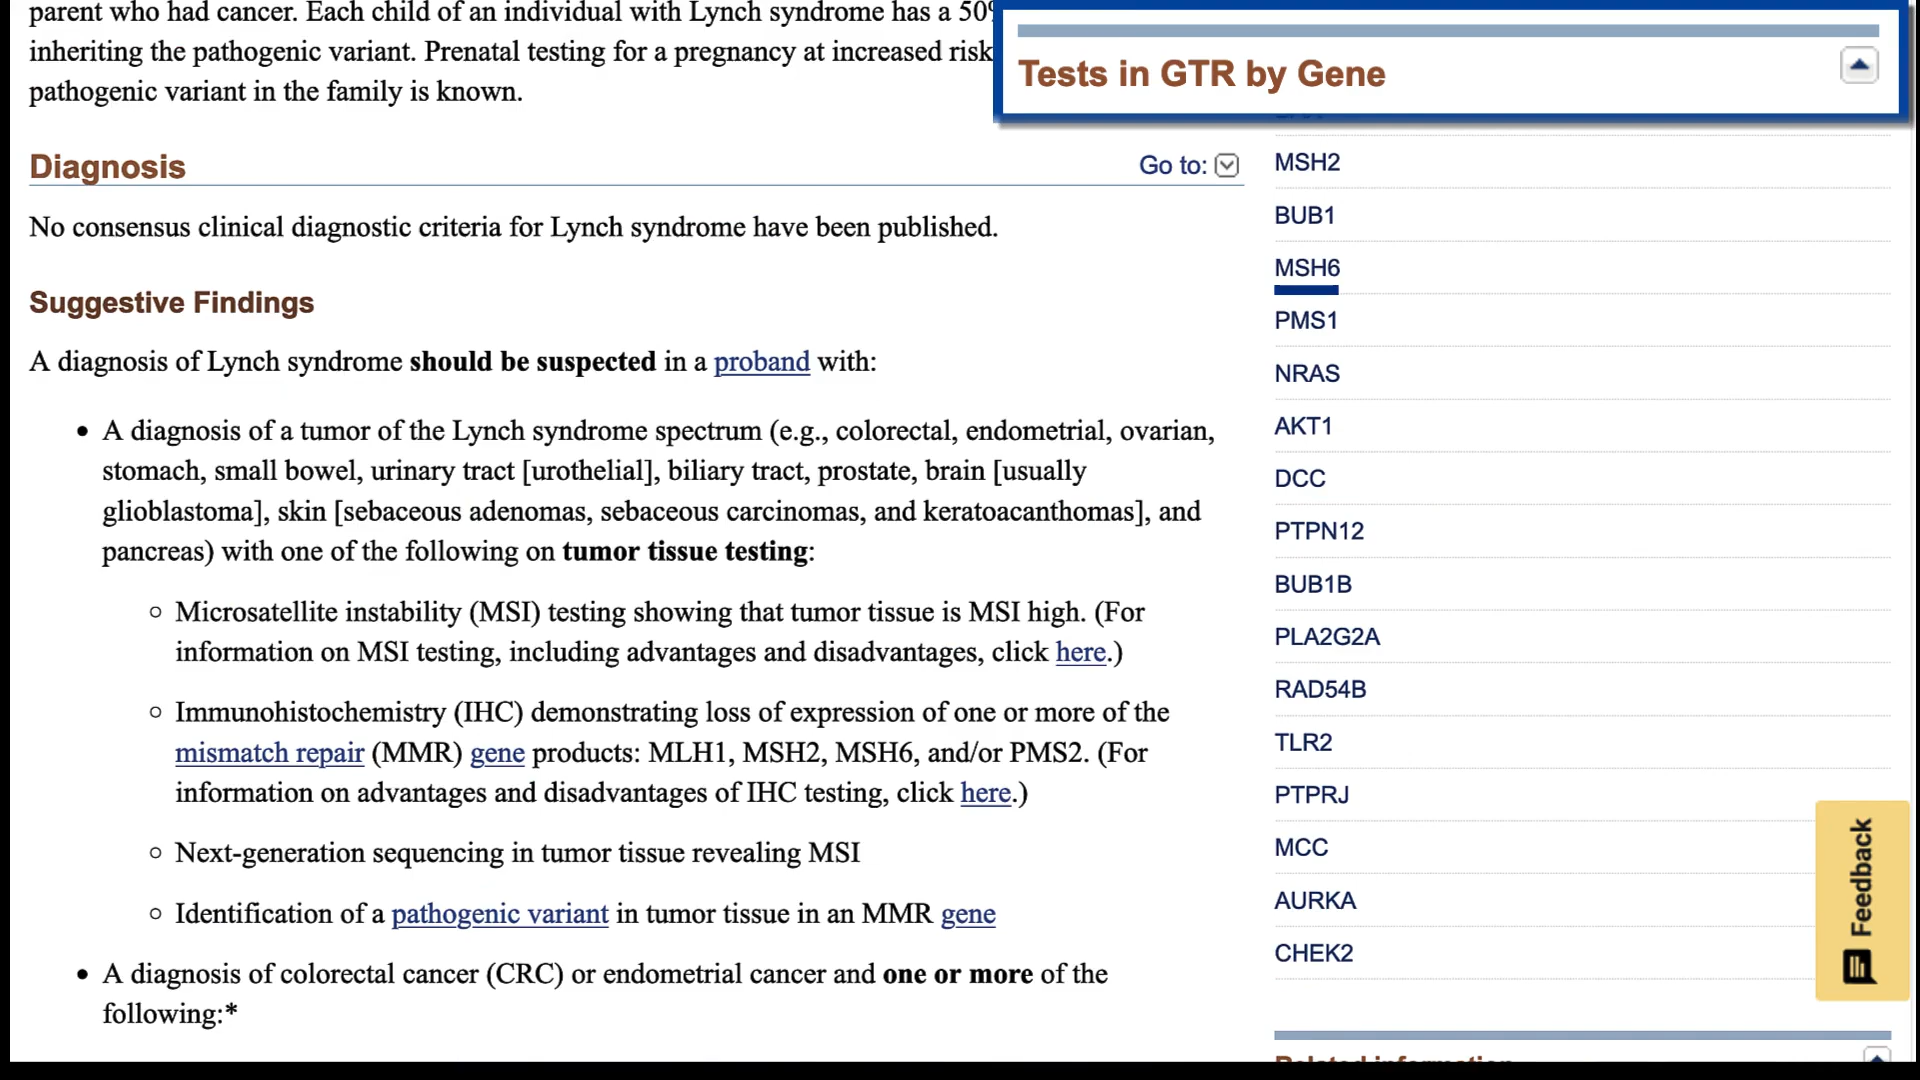 parent who had cancer. Each child of an individual with Lynch syndrome has a 50%
inheriting the pathogenic variant. Prenatal testing for a pregnancy at increased risk
pathogenic variant in the family is known.
Diagnosis
Go to:
No consensus clinical diagnostic criteria for Lynch syndrome have been published.
Suggestive Findings
A diagnosis of Lynch syndrome should be suspected in a proband with:
• A diagnosis of a tumor of the Lynch syndrome spectrum (e.g., colorectal, endometrial, ovarian,
stomach, small bowel, urinary tract [urothelial], biliary tract, prostate, brain [usually
glioblastoma], skin [sebaceous adenomas, sebaceous carcinomas, and keratoacanthomas], and
pancreas) with one of the following on tumor tissue testing:
○ Microsatellite instability (MSI) testing showing that tumor tissue is MSI high. (For
information on MSI testing, including advantages and disadvantages, click here.)
○ Immunohistochemistry (IHC) demonstrating loss of expression of one or more of the
mismatch repair (MMR) gene products: MLH1, MSH2, MSH6, and/or PMS2. (For
information on advantages and disadvantages of IHC testing, click here.)
○ Next-generation sequencing in tumor tissue revealing MSI
○ Identification of a pathogenic variant in tumor tissue in an MMR gene
• A diagnosis of colorectal cancer (CRC) or endometrial cancer and one or more of the
following:*
Tests in GTR by Gene
MSH2
BUB1
MSH6
PMS1
NRAS
AKT1
DCC
PTPN12
BUB1B
PLA2G2A
RAD54B
TLR2
PTPRJ
MCC
AURKA
CHEK2
Feedback
Related information